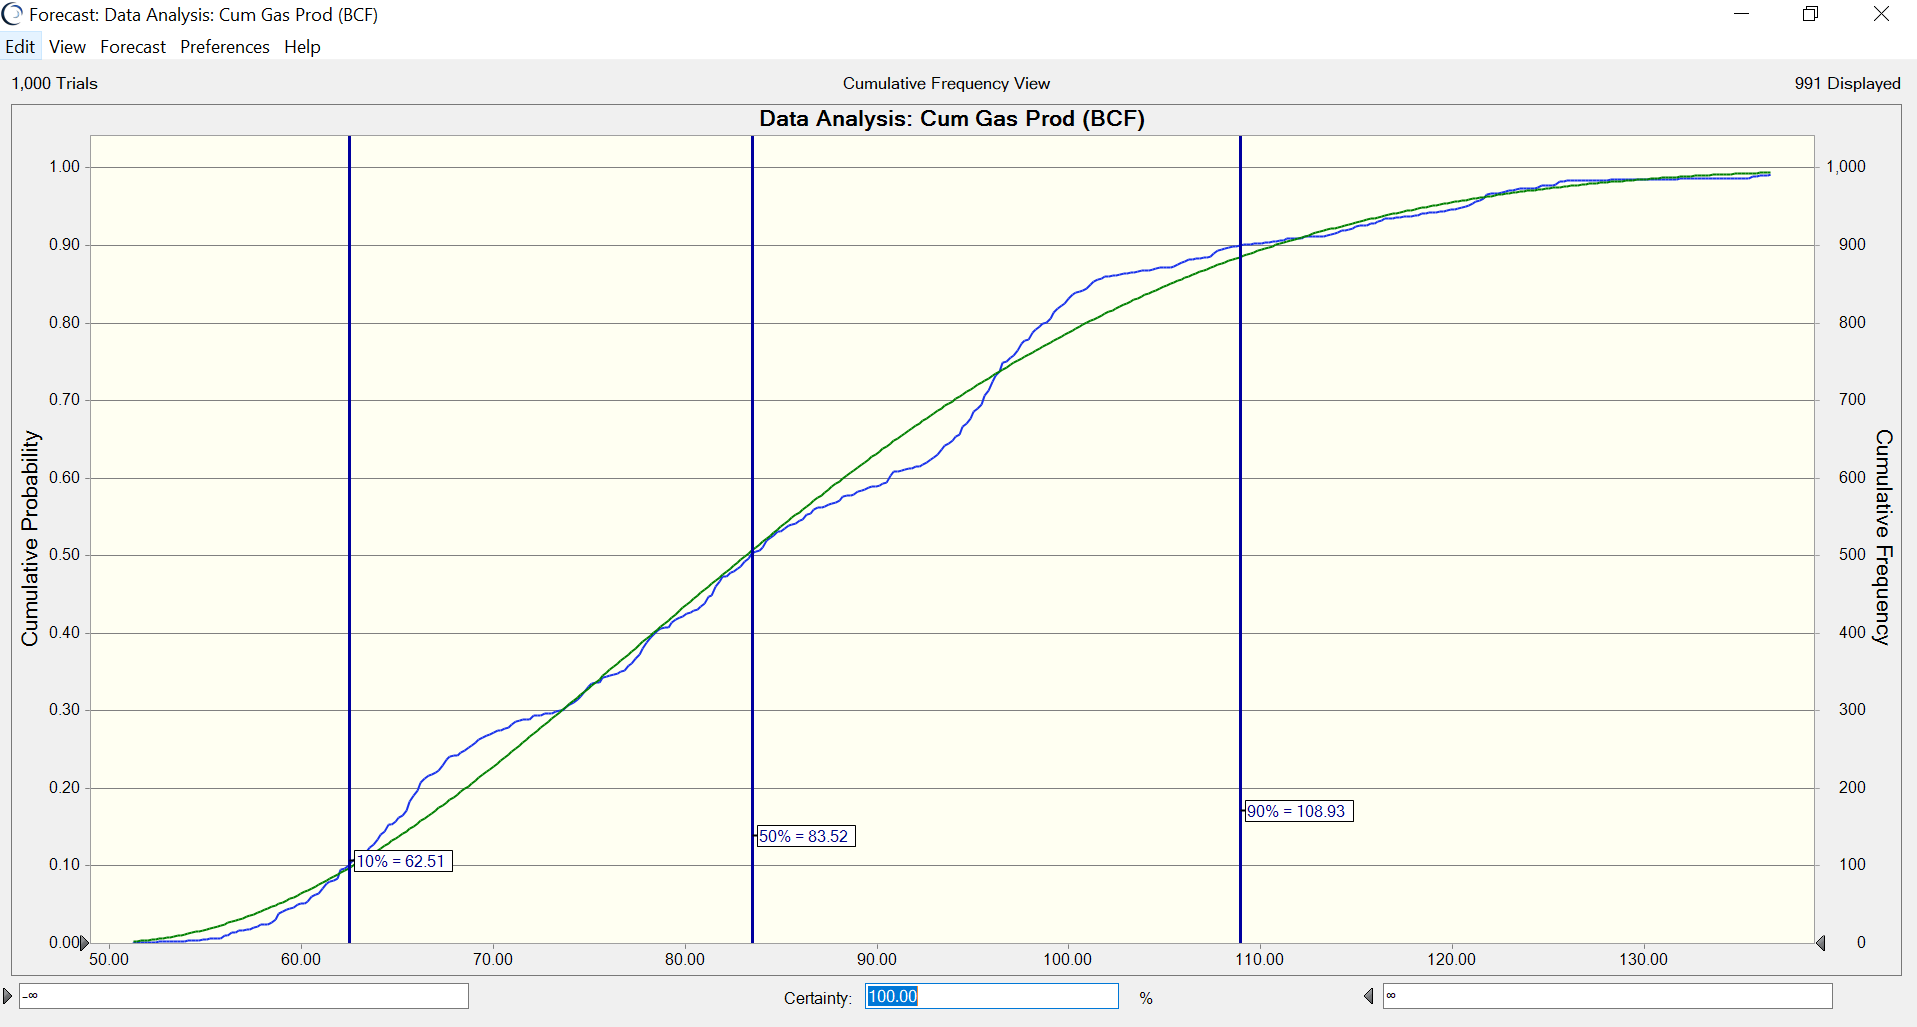 Forecast: Data Analysis: Cum Gas Prod (BCF)
Edit View Forecast Preferences Help
1,000 Trials
Cumulative Frequency View
991 Displayed
Data Analysis: Cum Gas Prod (BCF)
Cumulative Probability
1.00
0.90
0.80
0.70
0.60
0.50
0.40
0.30
0.20
0.10
0.00
10% = 62.51
50% = 83.52
90% = 108.93
1,000
900
800
700
600
500
400
300
200
100
0
Cumulative Frequency
50.00 60.00 70.00 80.00 90.00 100.00 110.00 120.00 130.00
-∞
Certainty: 100.00 %
∞